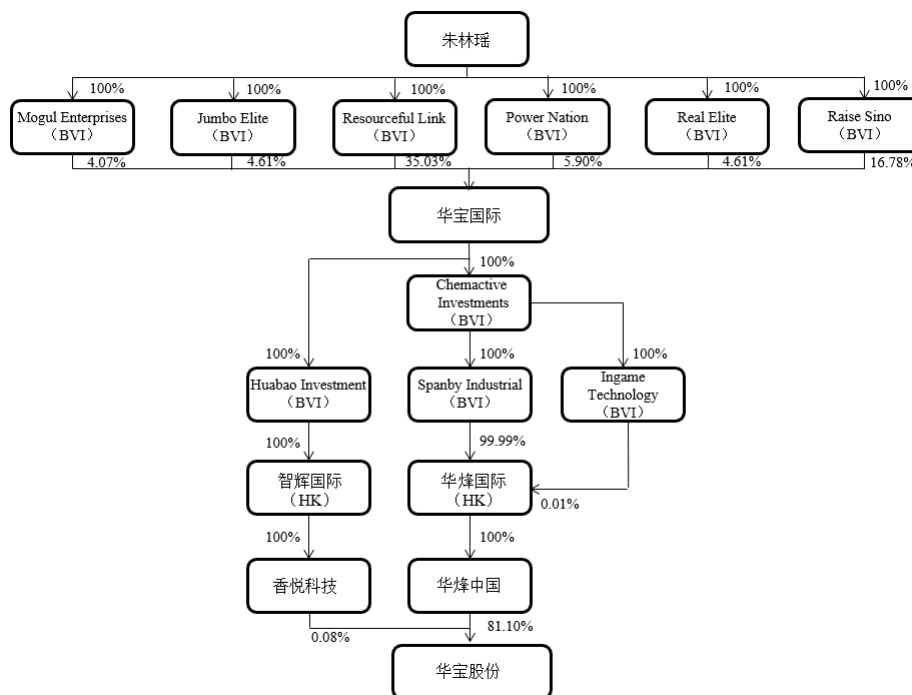 朱林瑶
100%
100%
100%
100%
100%
100%
Mogul Enterprises
（BVI）
Jumbo Elite
（BVI）
Resourceful Link
（BVI）
Power Nation
（BVI）
Real Elite
（BVI）
Raise Sino
（BVI）
4.07%
4.61%
35.03%
5.90%
4.61%
16.78%
华宝国际
100%
Chemactive
Investments
（BVI）
100%
100%
100%
Huabao Investment
（BVI）
Spanby Industrial
（BVI）
Ingame
Technology
（BVI）
100%
99.99%
智辉国际
（HK）
华烽国际
（HK）
0.01%
100%
100%
香悦科技
华烽中国
0.08%
81.10%
华宝股份